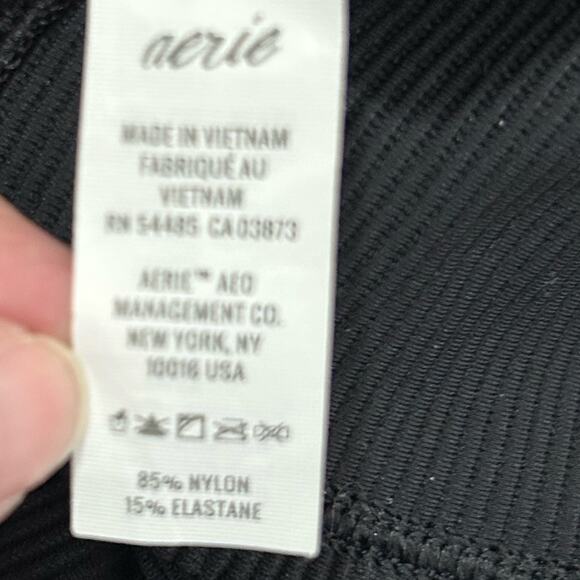 aerie
MADE IN VIETNAM
FABRIQUÉ AU
VIETNAM
RN 54485 CA 03873
AERIE™ AEO
MANAGEMENT CO.
NEW YORK, NY
10016 USA
85% NYLON
15% ELASTANE